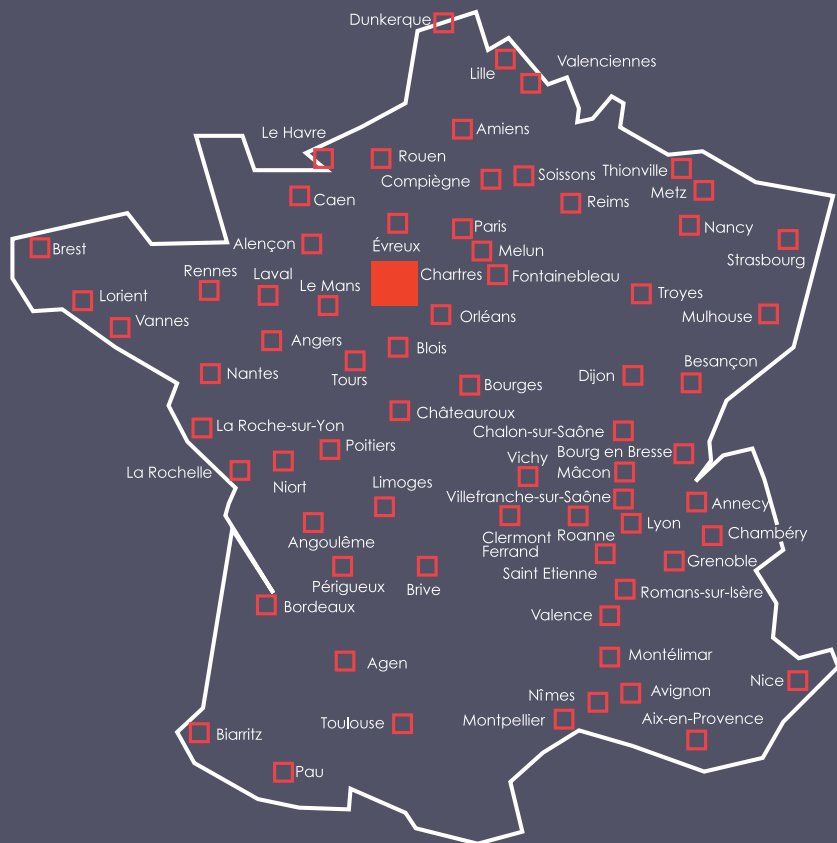 Dunkerque
Lille
Valenciennes
Amiens
Le Havre
Rouen
Compiègne
Soissons
Thionville
Metz
Reims
Caen
Paris
Nancy
Évreux
Alençon
Melun
Strasbourg
Brest
Rennes
Laval
Le Mans
Chartres
Fontainebleau
Troyes
Lorient
Vannes
Orléans
Mulhouse
Angers
Blois
Tours
Nantes
Bourges
Dijon
Besançon
Châteauroux
La Roche-sur-Yon
Chalon-sur-Saône
Poitiers
Bourg en Bresse
La Rochelle
Niort
Vichy
Mâcon
Limoges
Villefranche-sur-Saône
Annecy
Angoulême
Clermont
Ferrand
Roanne
Lyon
Chambéry
Saint Etienne
Grenoble
Périgueux
Brive
Romans-sur-Isère
Bordeaux
Valence
Agen
Montélimar
Nice
Nîmes
Avignon
Biarritz
Toulouse
Montpellier
Aix-en-Provence
Pau